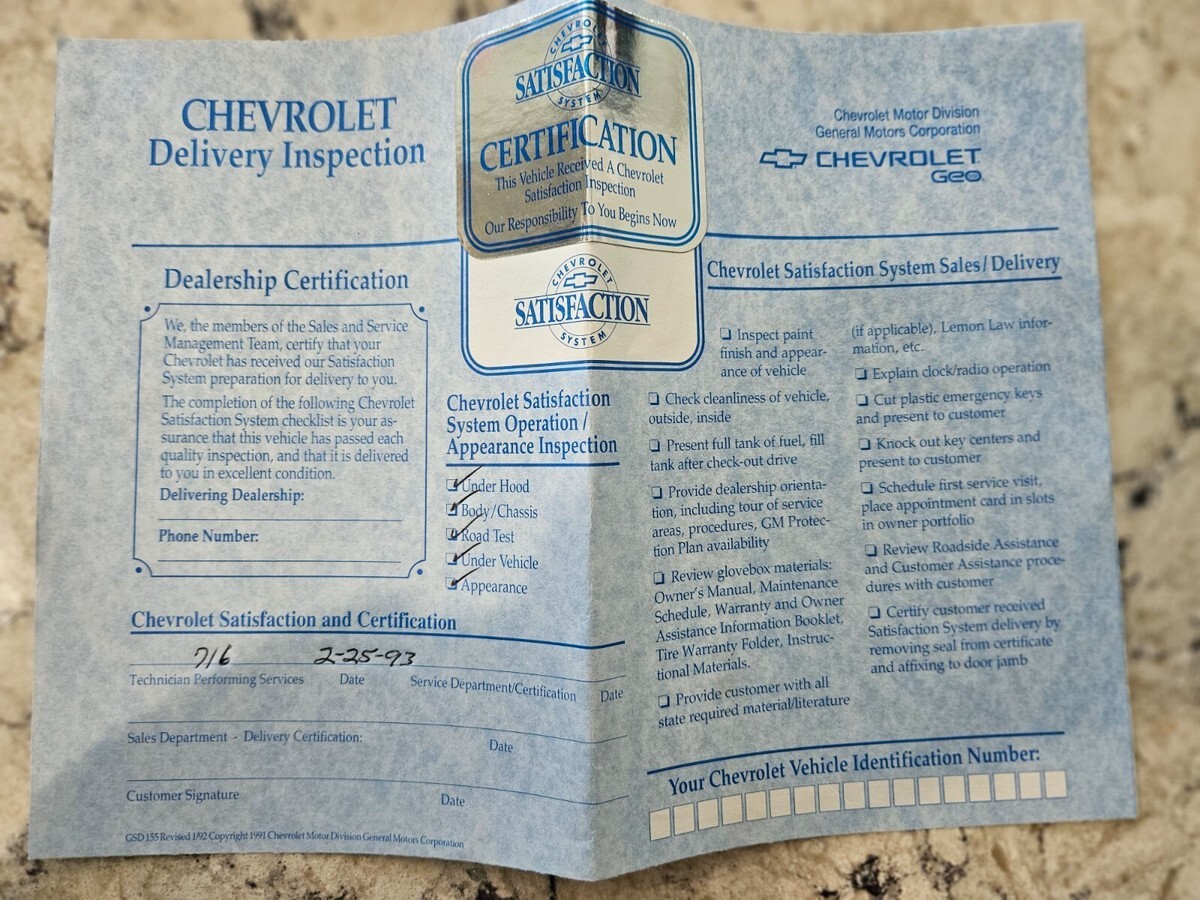 CHEVROLET
Delivery Inspection
CHEVROLET
SATISFACTION
SYSTEM
CERTIFICATION
This Vehicle Received A Chevrolet
Satisfaction Inspection
Our Responsibility To You Begins Now
CHEVROLET
SATISFACTION
SYSTEM
Chevrolet Motor Division
General Motors Corporation
CHEVROLET
Geo
Dealership Certification
We, the members of the Sales and Service
Management Team, certify that your
Chevrolet has received our Satisfaction
System preparation for delivery to you.
The completion of the following Chevrolet
Satisfaction System checklist is your as-
surance that this vehicle has passed each
quality inspection, and that it is delivered
to you in excellent condition.
Delivering Dealership:
Phone Number:
Chevrolet Satisfaction
System Operation /
Appearance Inspection
Under Hood
Body/Chassis
Road Test
Under Vehicle
Appearance
Chevrolet Satisfaction and Certification
716 2-25-93
Technician Performing Services Date Service Department/Certification Date
Sales Department - Delivery Certification: Date
Customer Signature Date
GSD 155 Revised 1/92 Copyright 1991 Chevrolet Motor Division General Motors Corporation
Chevrolet Satisfaction System Sales/Delivery
Inspect paint
finish and appear-
ance of vehicle
Check cleanliness of vehicle,
outside, inside
Present full tank of fuel, fill
tank after check-out drive
Provide dealership orienta-
tion, including tour of service
areas, procedures, GM Protec-
tion Plan availability
Review glovebox materials:
Owner's Manual, Maintenance
Schedule, Warranty and Owner
Assistance Information Booklet,
Tire Warranty Folder, Instruc-
tional Materials.
Provide customer with all
state required material/literature
(if applicable), Lemon Law infor-
mation, etc.
Explain clock/radio operation
Cut plastic emergency keys
and present to customer
Knock out key centers and
present to customer
Schedule first service visit,
place appointment card in slots
in owner portfolio
Review Roadside Assistance
and Customer Assistance proce-
dures with customer
Certify customer received
Satisfaction System delivery by
removing seal from certificate
and affixing to door jamb
Your Chevrolet Vehicle Identification Number: